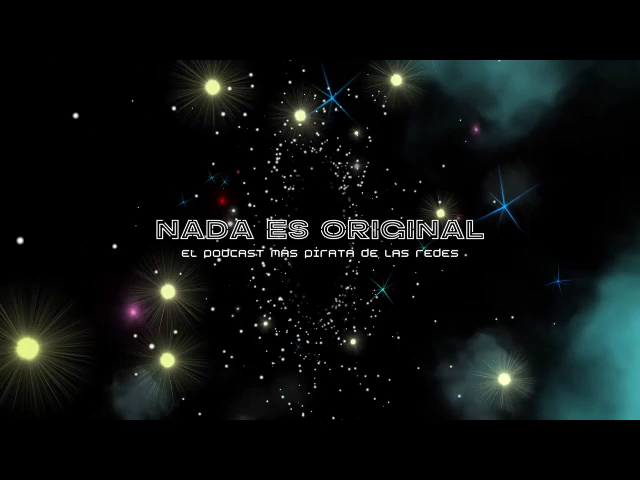 NADA ES ORIGINAL
EL PODCAST MÁS PIRATA DE LAS REDES